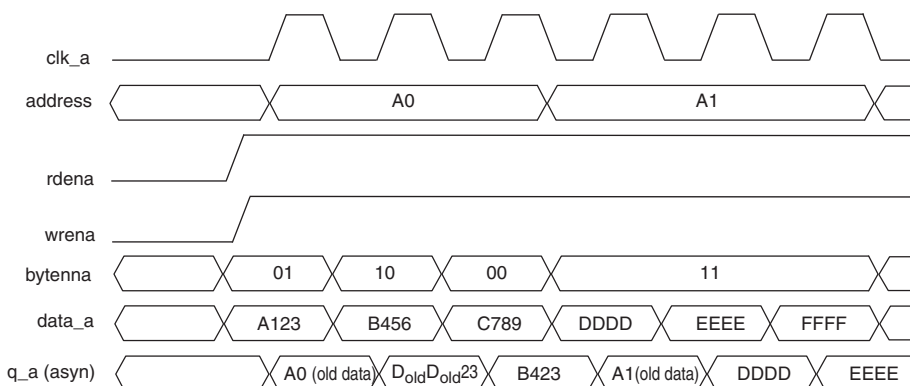 clk_a
address A0 A1
rdena
wrena
bytenna 01 10 00 11
data_a A123 B456 C789 DDDD EEEE FFFF
q_a (asyn) A0 (old data) DoldDold23 B423 A1(old data) DDDD EEEE